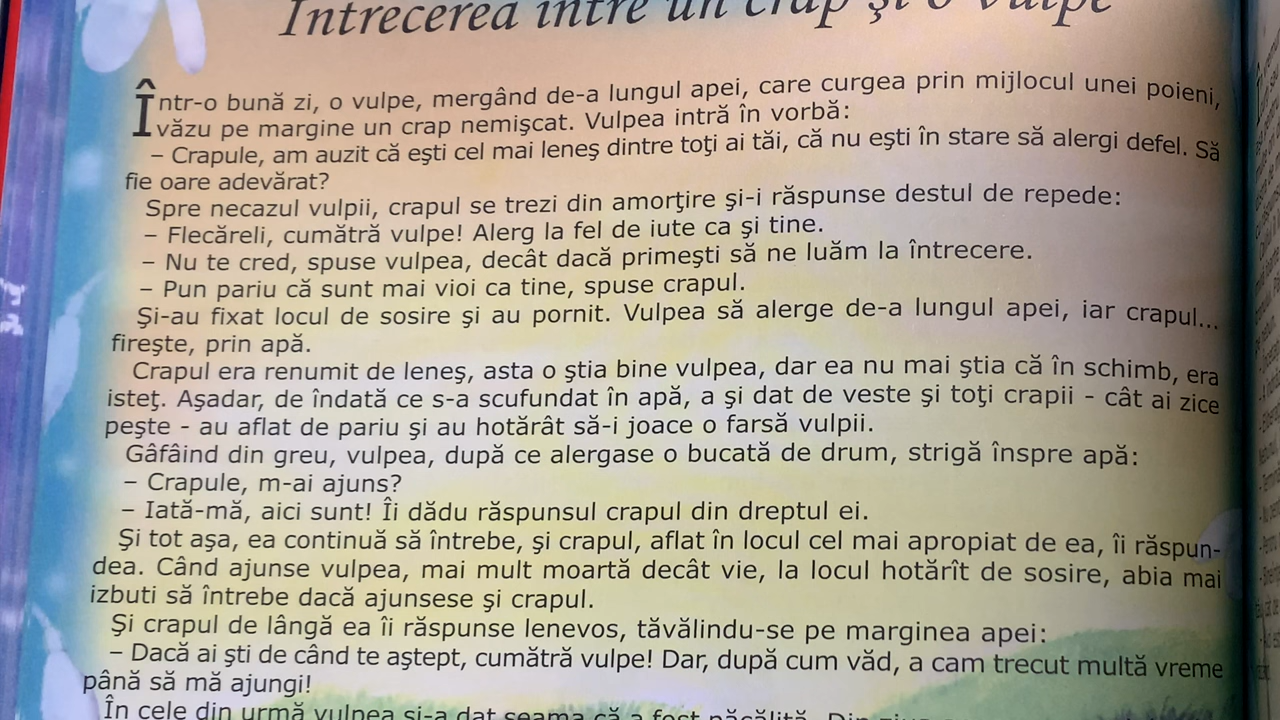 Întrecerea între un crap şi o vulpe
Într-o bună zi, o vulpe, mergând de-a lungul apei, care curgea prin mijlocul unei poieni,
văzu pe margine un crap nemişcat. Vulpea intră în vorbă:
– Crapule, am auzit că eşti cel mai leneş dintre toţi ai tăi, că nu eşti în stare să alergi defel. Să
fie oare adevărat?
Spre necazul vulpii, crapul se trezi din amorţire şi-i răspunse destul de repede:
– Flecăreli, cumătră vulpe! Alerg la fel de iute ca şi tine.
– Nu te cred, spuse vulpea, decât dacă primeşti să ne luăm la întrecere.
– Pun pariu că sunt mai vioi ca tine, spuse crapul.
Şi-au fixat locul de sosire şi au pornit. Vulpea să alerge de-a lungul apei, iar crapul...
fireşte, prin apă.
Crapul era renumit de leneş, asta o ştia bine vulpea, dar ea nu mai ştia că în schimb, era
isteţ. Aşadar, de îndată ce s-a scufundat în apă, a şi dat de veste şi toţi crapii - cât ai zice
peşte - au aflat de pariu şi au hotărât să-i joace o farsă vulpii.
Gâfâind din greu, vulpea, după ce alergase o bucată de drum, strigă înspre apă:
– Crapule, m-ai ajuns?
– Iată-mă, aici sunt! Îi dădu răspunsul crapul din dreptul ei.
Şi tot aşa, ea continuă să întrebe, şi crapul, aflat în locul cel mai apropiat de ea, îi răspun-
dea. Când ajunse vulpea, mai mult moartă decât vie, la locul hotărît de sosire, abia mai
izbuti să întrebe dacă ajunsese şi crapul.
Şi crapul de lângă ea îi răspunse lenevos, tăvălindu-se pe marginea apei:
– Dacă ai şti de când te aştept, cumătră vulpe! Dar, după cum văd, a cam trecut multă vreme
până să mă ajungi!
În cele din urmă vulpea şi-a dat seama că a fost păcălită. Din